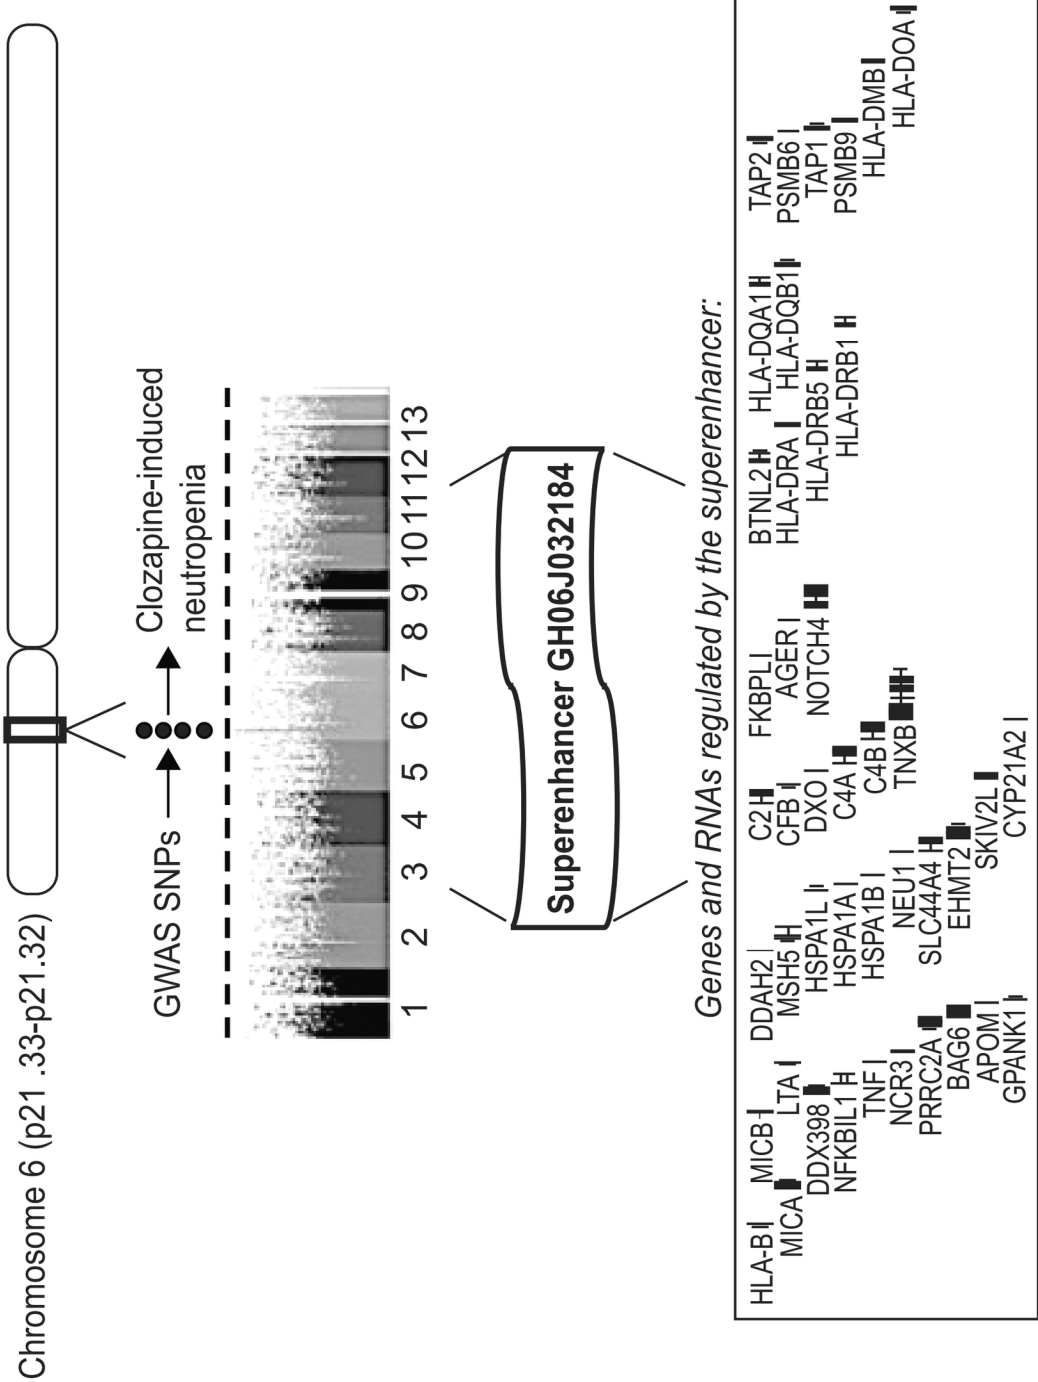 Chromosome 6 (p21 .33-p21.32)
GWAS SNPs
Clozapine-induced
neutropenia
1 2 3 4 5 6 7 8 9 10 11 12 13
Superenhancer GH06J032184
Genes and RNAs regulated by the superenhancer:
HLA-B MICB DDAH2 C2 FKBPL BTNL2 HLA-DQA1 TAP2
MICA LTA MSH5 CFB AGER HLA-DRA HLA-DQB1 PSMB6
DDX398 HSPA1L DXO NOTCH4 HLA-DRB5 TAP1
NFKBIL1 HSPA1A C4A HLA-DRB1 PSMB9
TNF HSPA1B C4B HLA-DMB
NCR3 NEU1 TNXB HLA-DOA
PRRC2A SLC44A4
BAG6 EHMT2
APOM SKIV2L
GPANK1 CYP21A2